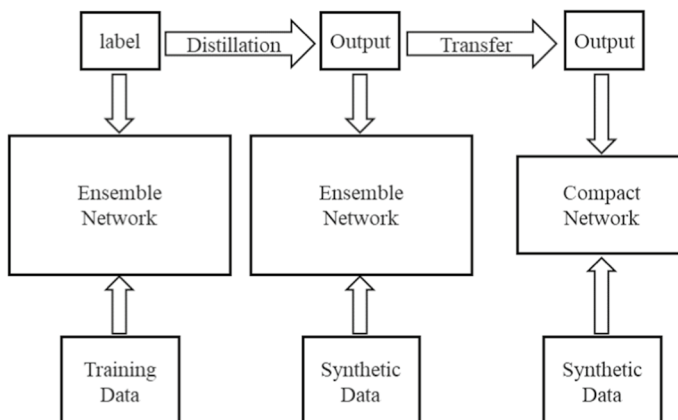 label
Distillation
Output
Transfer
Output
Ensemble
Network
Ensemble
Network
Compact
Network
Training
Data
Synthetic
Data
Synthetic
Data